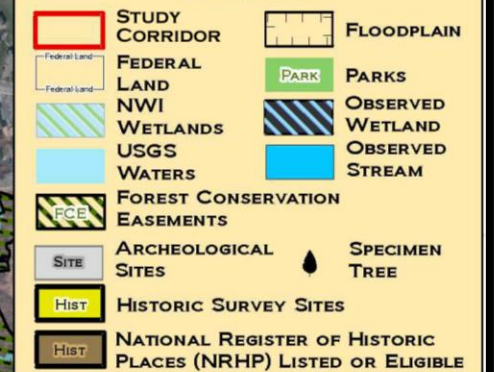 STUDY
CORRIDOR
Federal Land
Federal Land
FEDERAL
LAND
NWI
WETLANDS
USGS
WATERS
FLOODPLAIN
PARK
PARKS
OBSERVED
WETLAND
OBSERVED
STREAM
FCE
FOREST CONSERVATION
EASEMENTS
SITE
ARCHEOLOGICAL
SITES
SPECIMEN
TREE
HIST
HISTORIC SURVEY SITES
HIST
NATIONAL REGISTER OF HISTORIC
PLACES (NRHP) LISTED OR ELIGIBLE